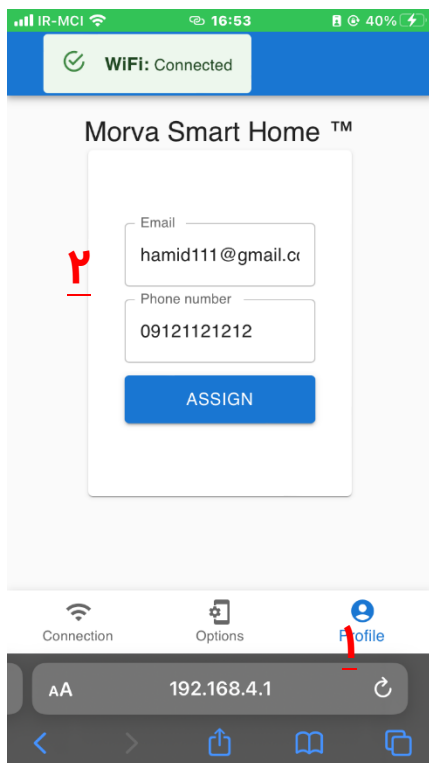 IR-MCI 16:53 40%
WiFi: Connected
Morva Smart Home ™
Email
hamid111@gmail.co
۲
Phone number
09121121212
ASSIGN
Connection Options Profile
۱
AA 192.168.4.1